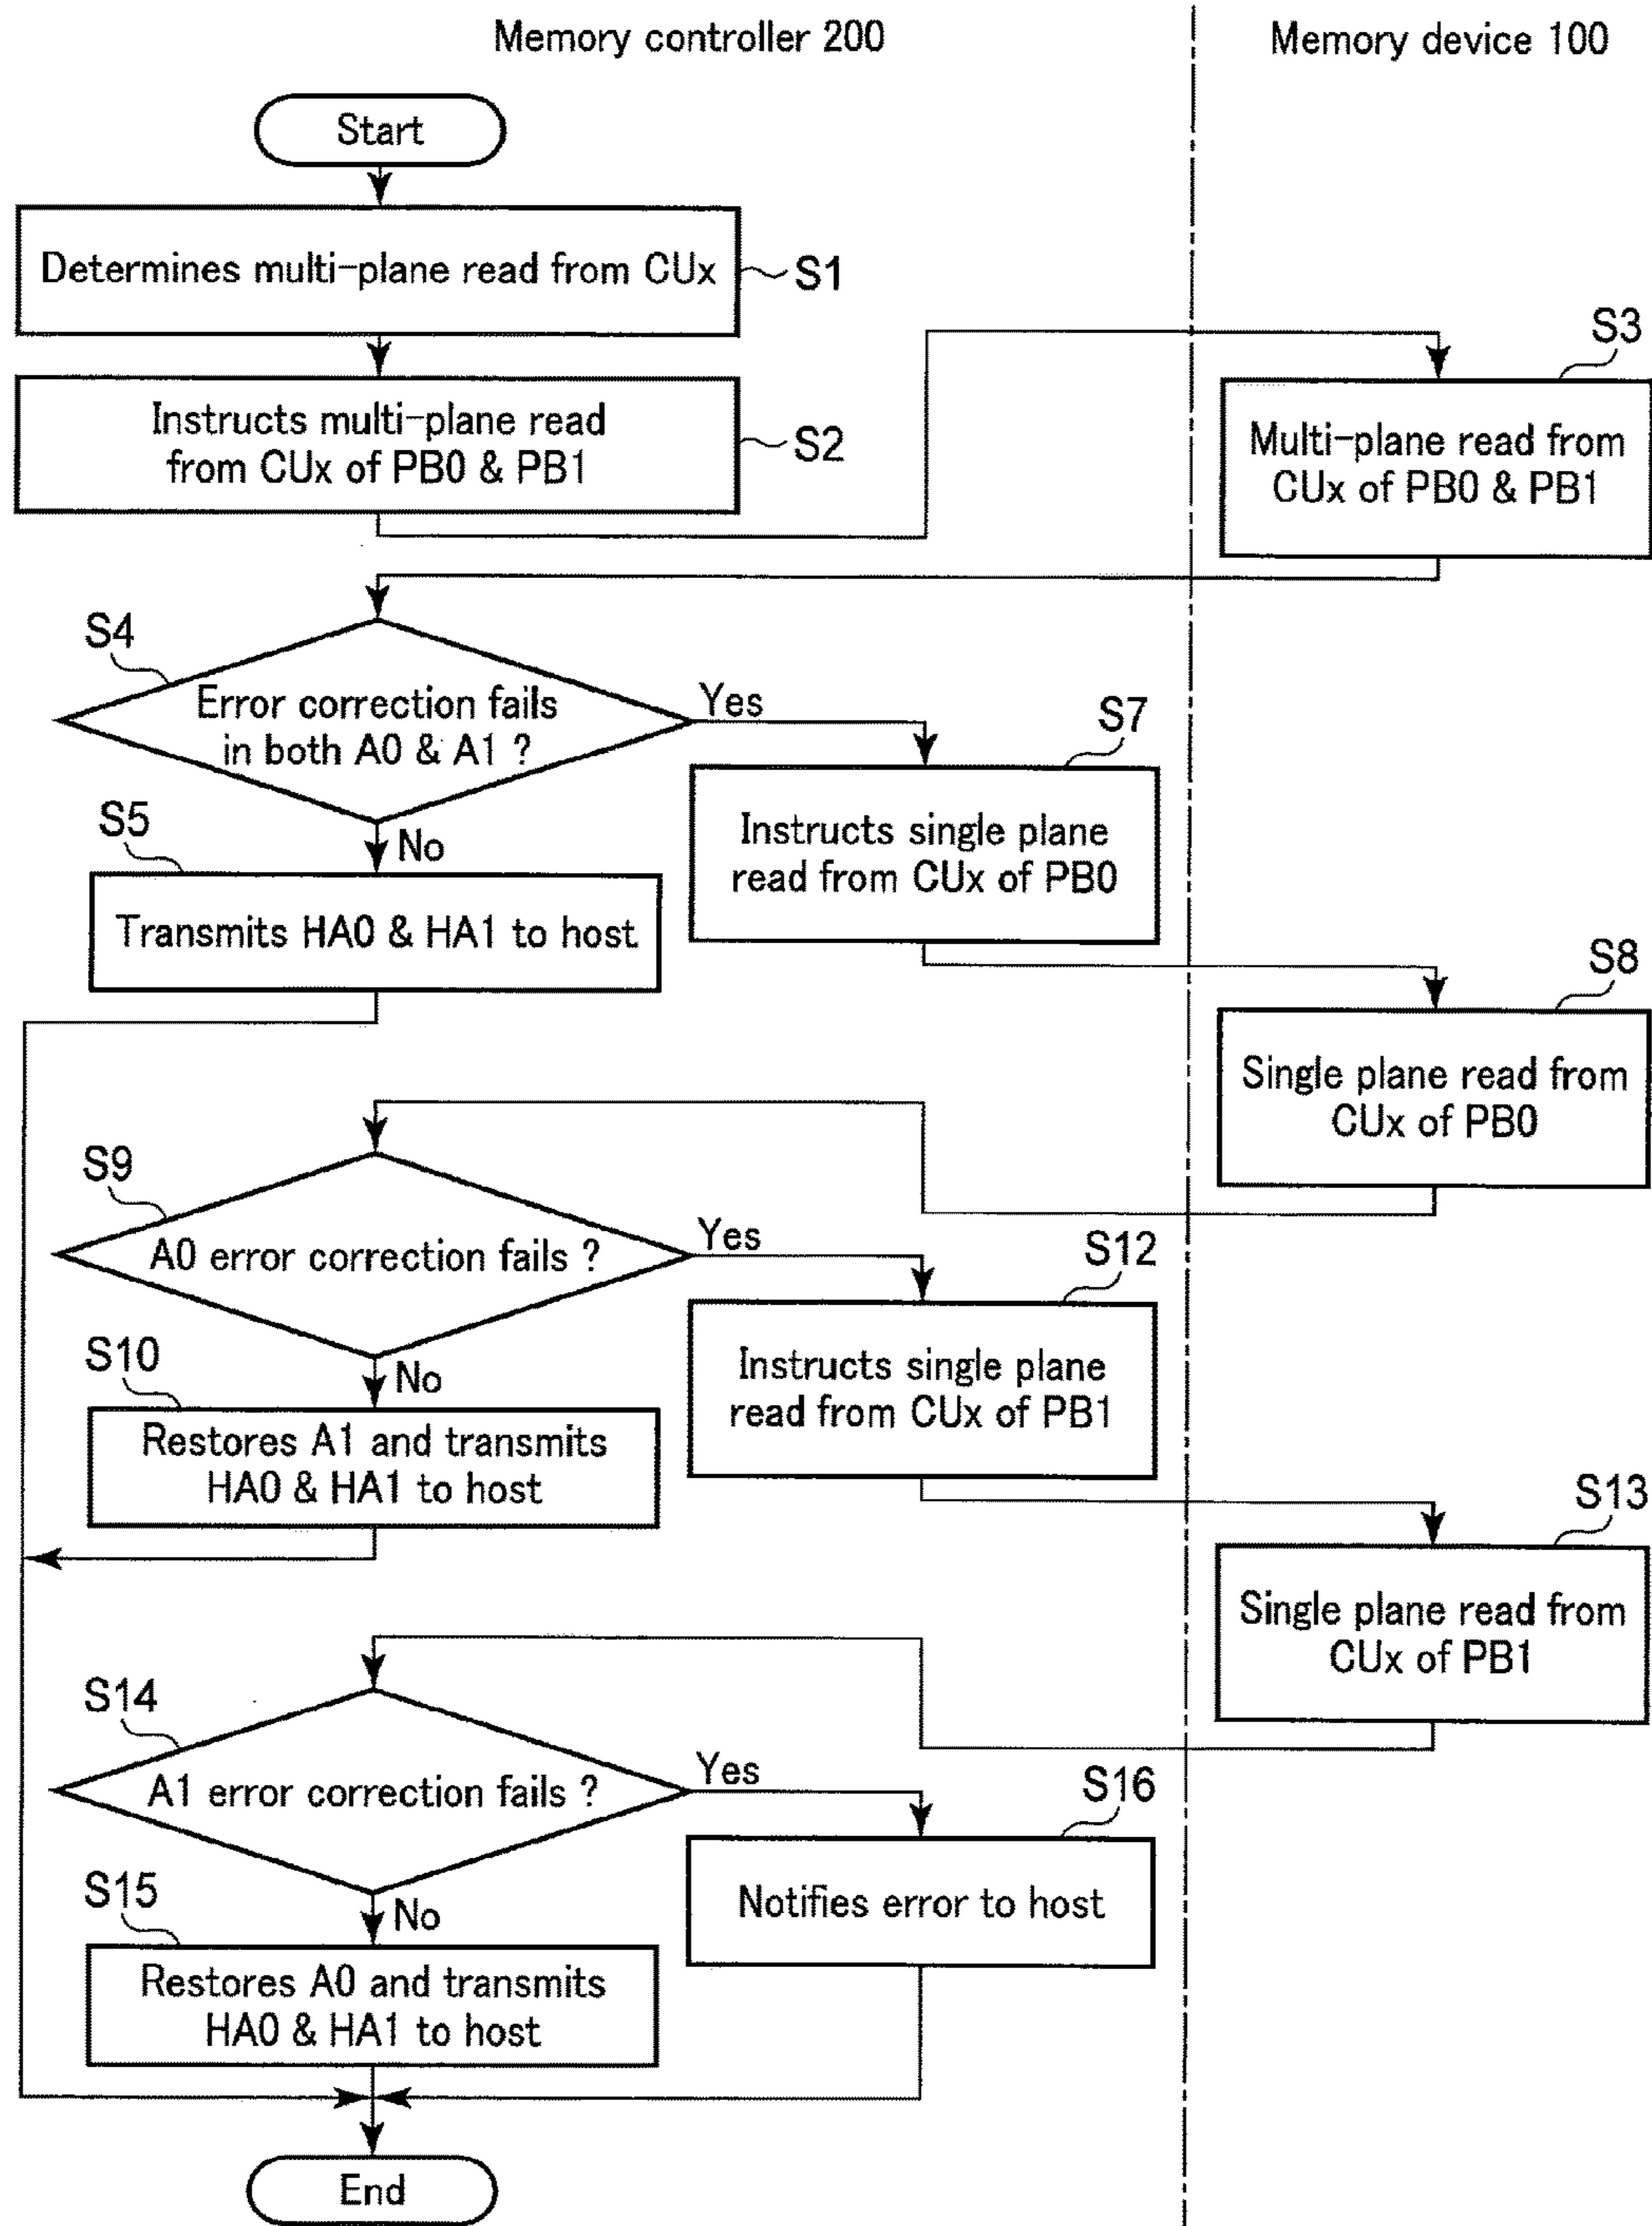 Memory controller 200
Memory device 100
Start
Determines multi-plane read from CUx
S1
Instructs multi-plane read
from CUx of PB0 & PB1
S2
S3
Multi-plane read from
CUx of PB0 & PB1
S4
Error correction fails
in both A0 & A1 ?
Yes
No
S7
Instructs single plane
read from CUx of PB0
S5
Transmits HA0 & HA1 to host
S8
Single plane read from
CUx of PB0
S9
A0 error correction fails ?
Yes
No
S12
Instructs single plane
read from CUx of PB1
S10
Restores A1 and transmits
HA0 & HA1 to host
S13
Single plane read from
CUx of PB1
S14
A1 error correction fails ?
Yes
No
S16
Notifies error to host
S15
Restores A0 and transmits
HA0 & HA1 to host
End